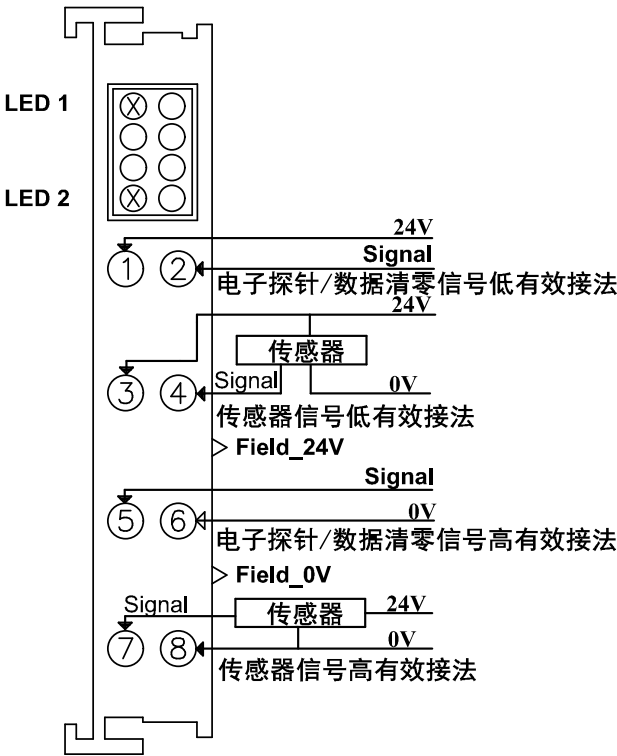 LED 1
LED 2
24V
Signal
1 2
电子探针/数据清零信号低有效接法
24V
传感器
3 4
Signal
0V
传感器信号低有效接法
Field_24V
Signal
5 6
0V
电子探针/数据清零信号高有效接法
Field_0V
Signal
传感器
24V
7 8
0V
传感器信号高有效接法